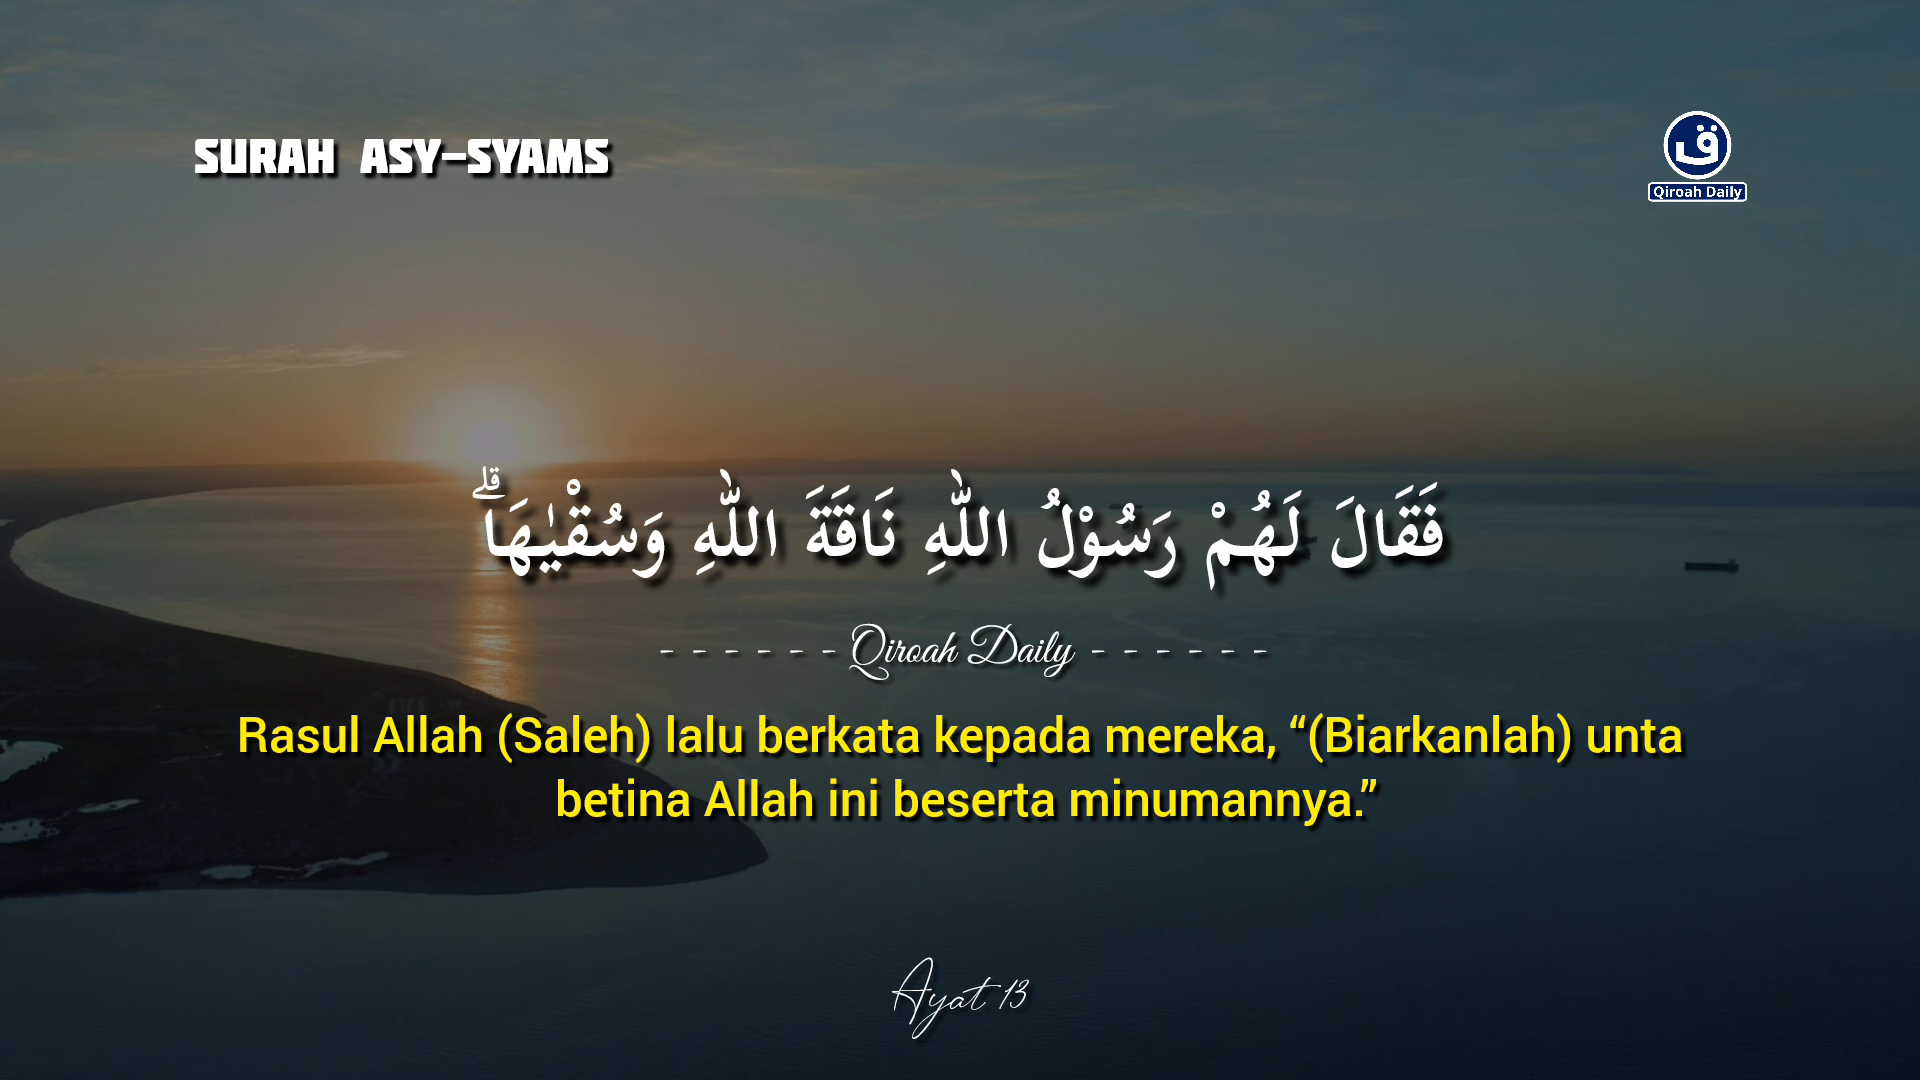 SURAH ASY-SYAMS
ق
Qiroah Daily
فَقَالَ لَهُمْ رَسُوْلُ اللّٰهِ نَاقَةَ اللّٰهِ وَسُقْيٰهَاۗ
- - - - - - Qiroah Daily - - - - - -
Rasul Allah (Saleh) lalu berkata kepada mereka, “(Biarkanlah) unta
betina Allah ini beserta minumannya.”
Ayat 13